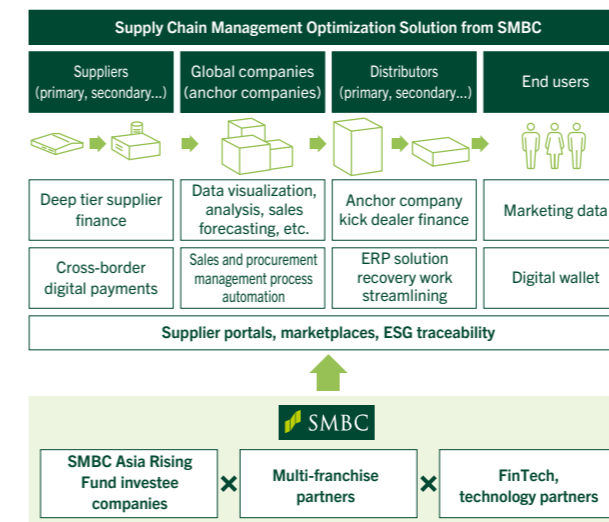 Supply Chain Management Optimization Solution from SMBC
Suppliers
(primary, secondary...)
Global companies
(anchor companies)
Distributors
(primary, secondary...)
End users
Deep tier supplier
finance
Data visualization,
analysis, sales
forecasting, etc.
Anchor company
kick dealer finance
Marketing data
Cross-border
digital payments
Sales and procurement
management process
automation
ERP solution
recovery work
streamlining
Digital wallet
Supplier portals, marketplaces, ESG traceability
SMBC
SMBC Asia Rising
Fund investee
companies
×
Multi-franchise
partners
×
FinTech,
technology partners